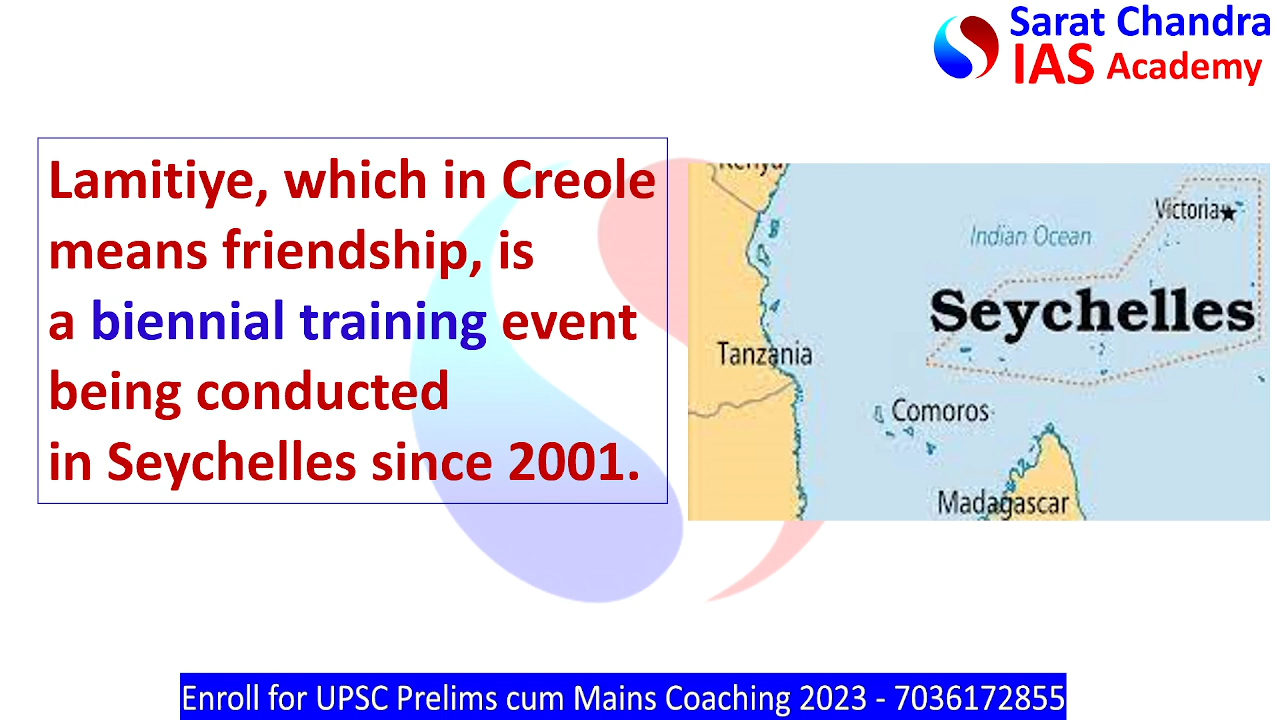 Sarat Chandra
IAS Academy
Lamitiye, which in Creole
means friendship, is
a biennial training event
being conducted
in Seychelles since 2001.
Kenya
Victoria
Indian Ocean
Seychelles
Tanzania
Comoros
Madagascar
Enroll for UPSC Prelims cum Mains Coaching 2023 - 7036172855